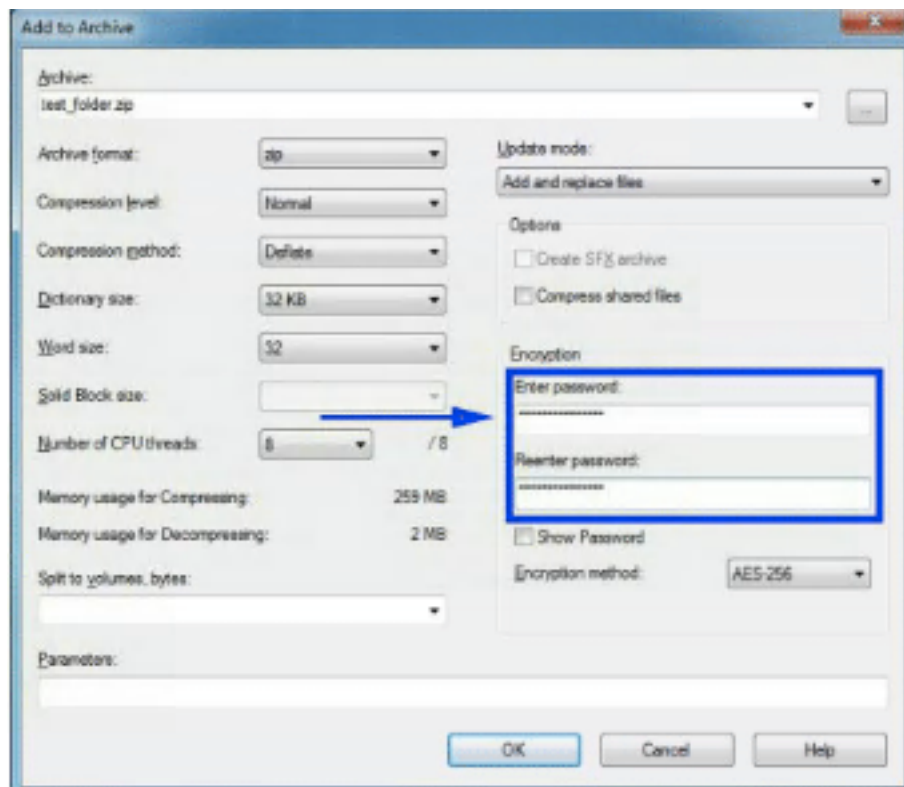 Add to Archive
Archive:
test_folder.zip
...
Archive format:
zip
Compression level:
Normal
Compression method:
Deflate
Dictionary size:
32 KB
Word size:
32
Solid Block size:
Number of CPU threads:
8
/ 8
Memory usage for Compressing:
259 MB
Memory usage for Decompressing:
2 MB
Split to volumes, bytes:
Parameters:
Update mode:
Add and replace files
Options
Create SFX archive
Compress shared files
Encryption
Enter password:
Reenter password:
Show Password
Encryption method:
AES-256
OK
Cancel
Help